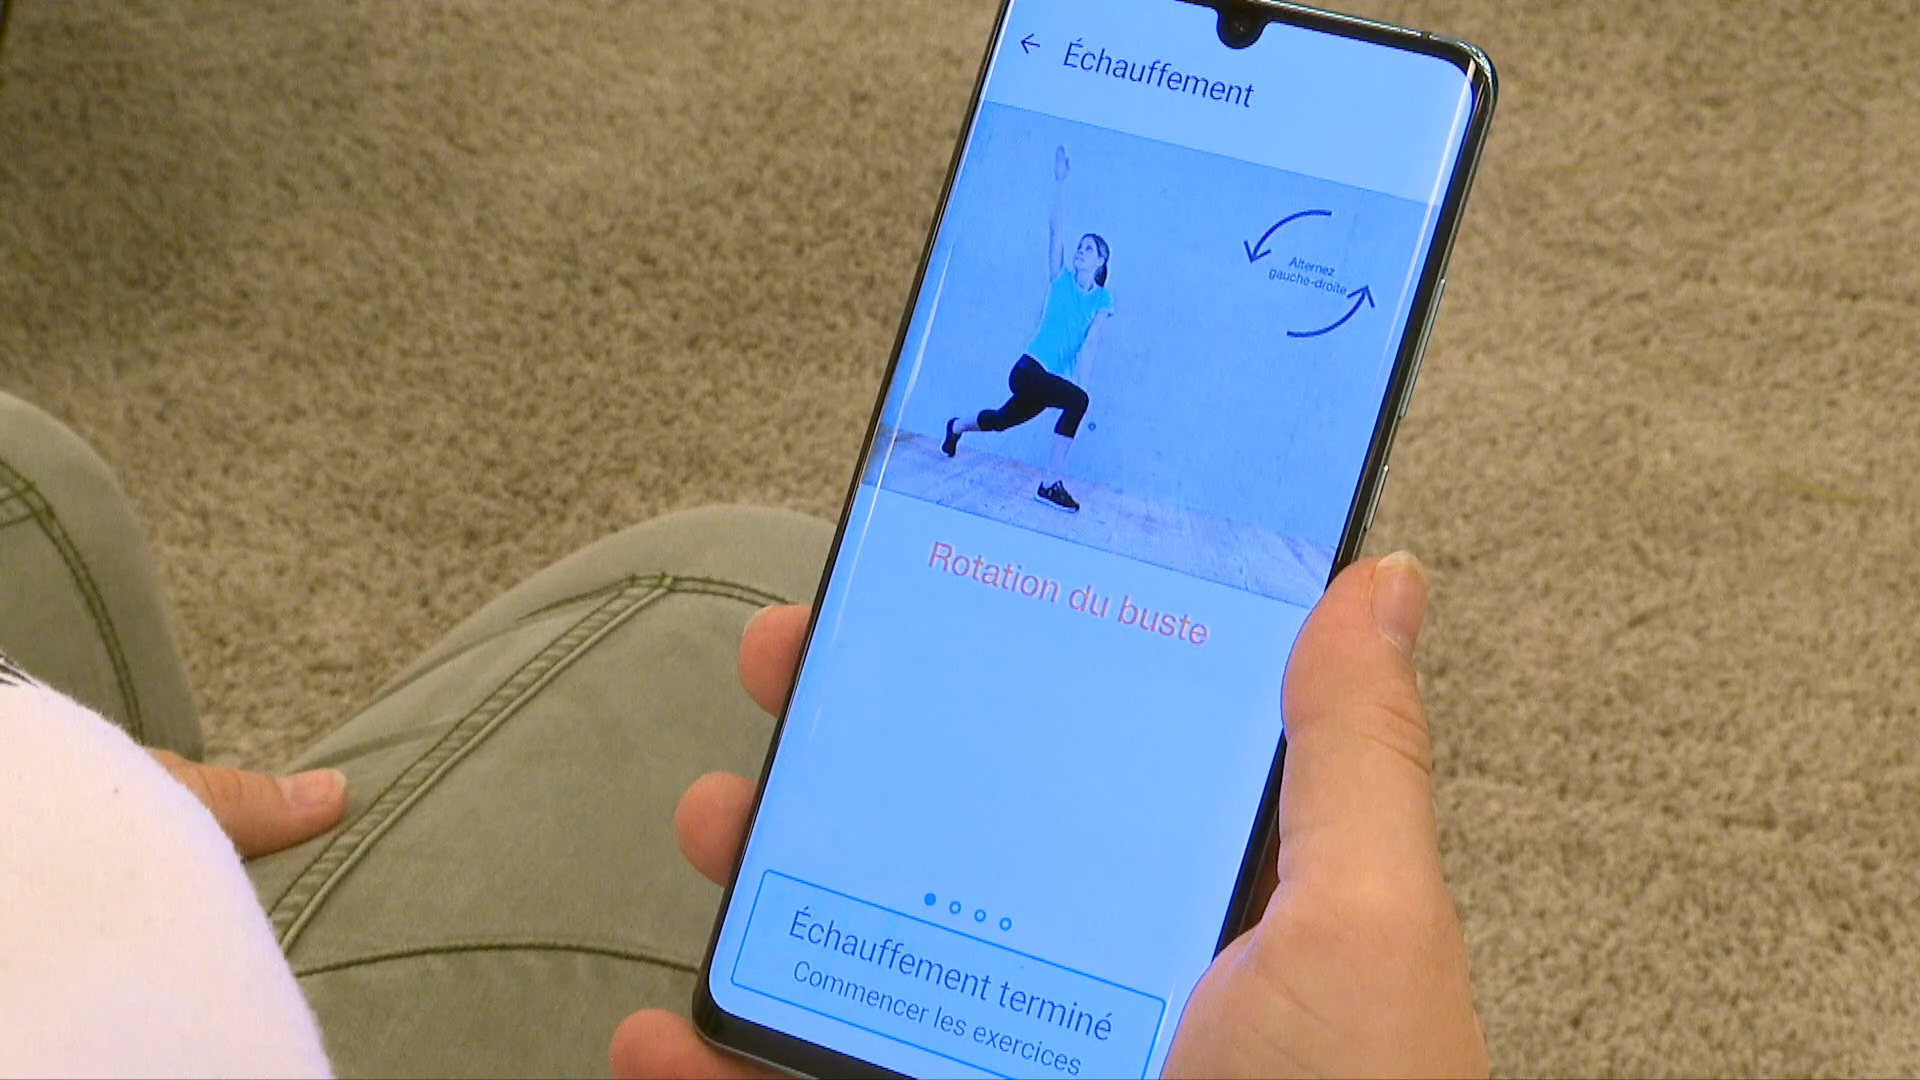 Échauffement
Alternez
gauche-droite
Rotation du buste
Échauffement terminé
Commencer les exercices